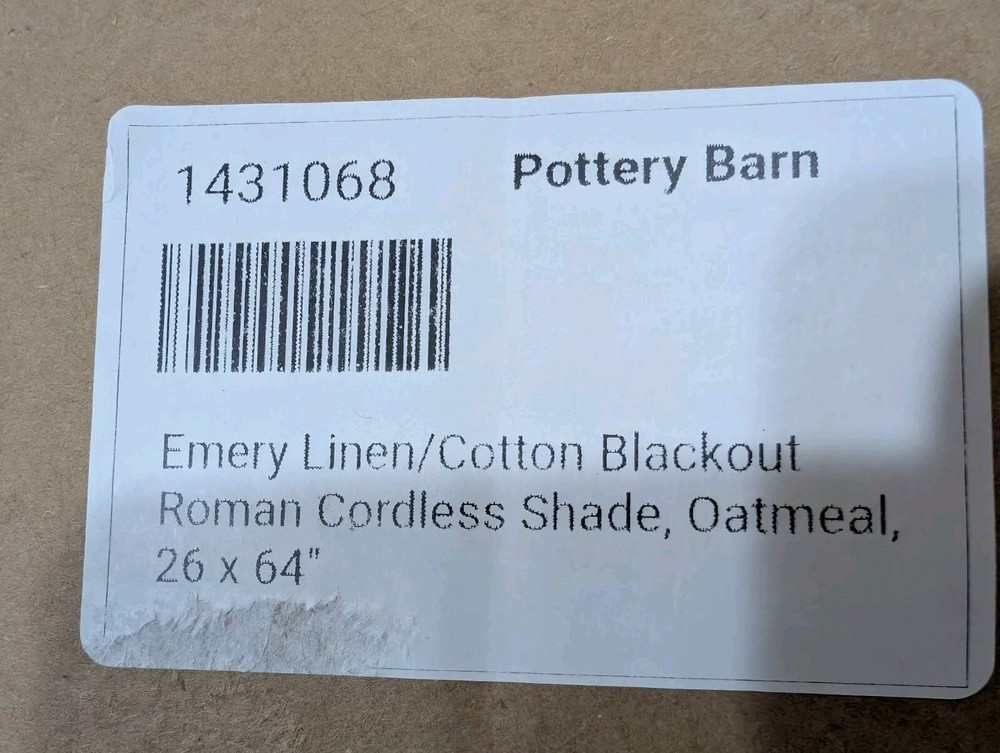 1431068 Pottery Barn
Emery Linen/Cotton Blackout
Roman Cordless Shade, Oatmeal,
26 x 64"